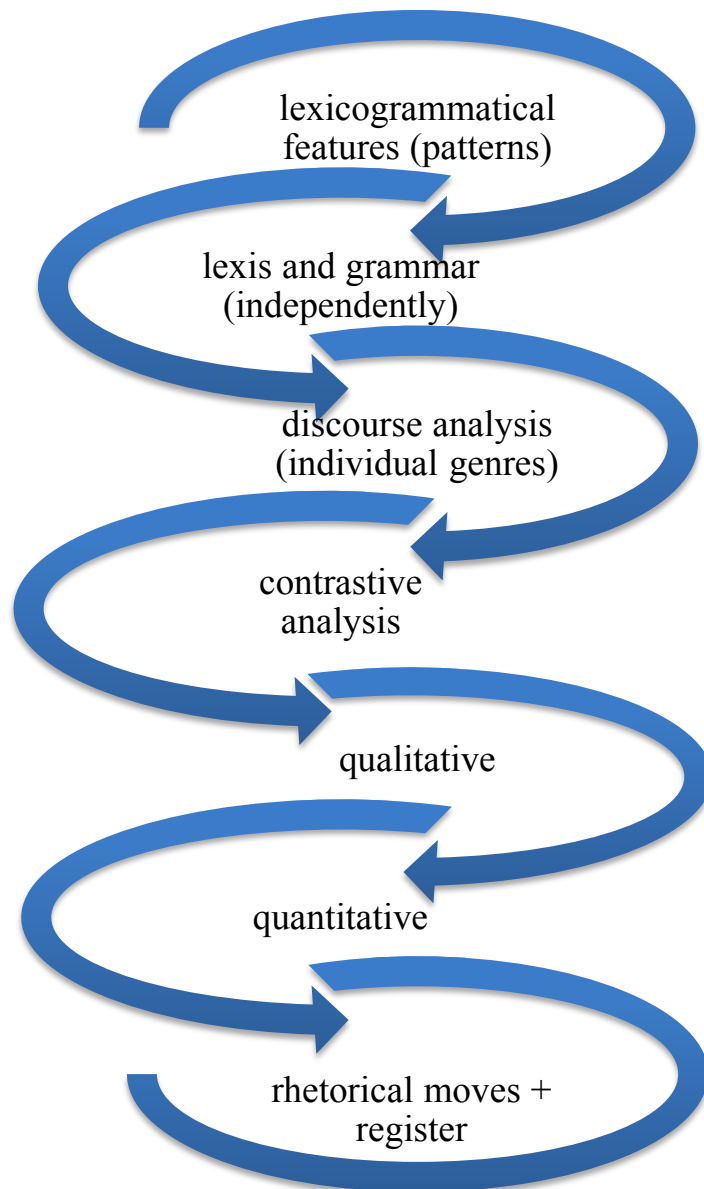 lexicogrammatical
features (patterns)
lexis and grammar
(independently)
discourse analysis
(individual genres)
contrastive
analysis
qualitative
quantitative
rhetorical moves +
register